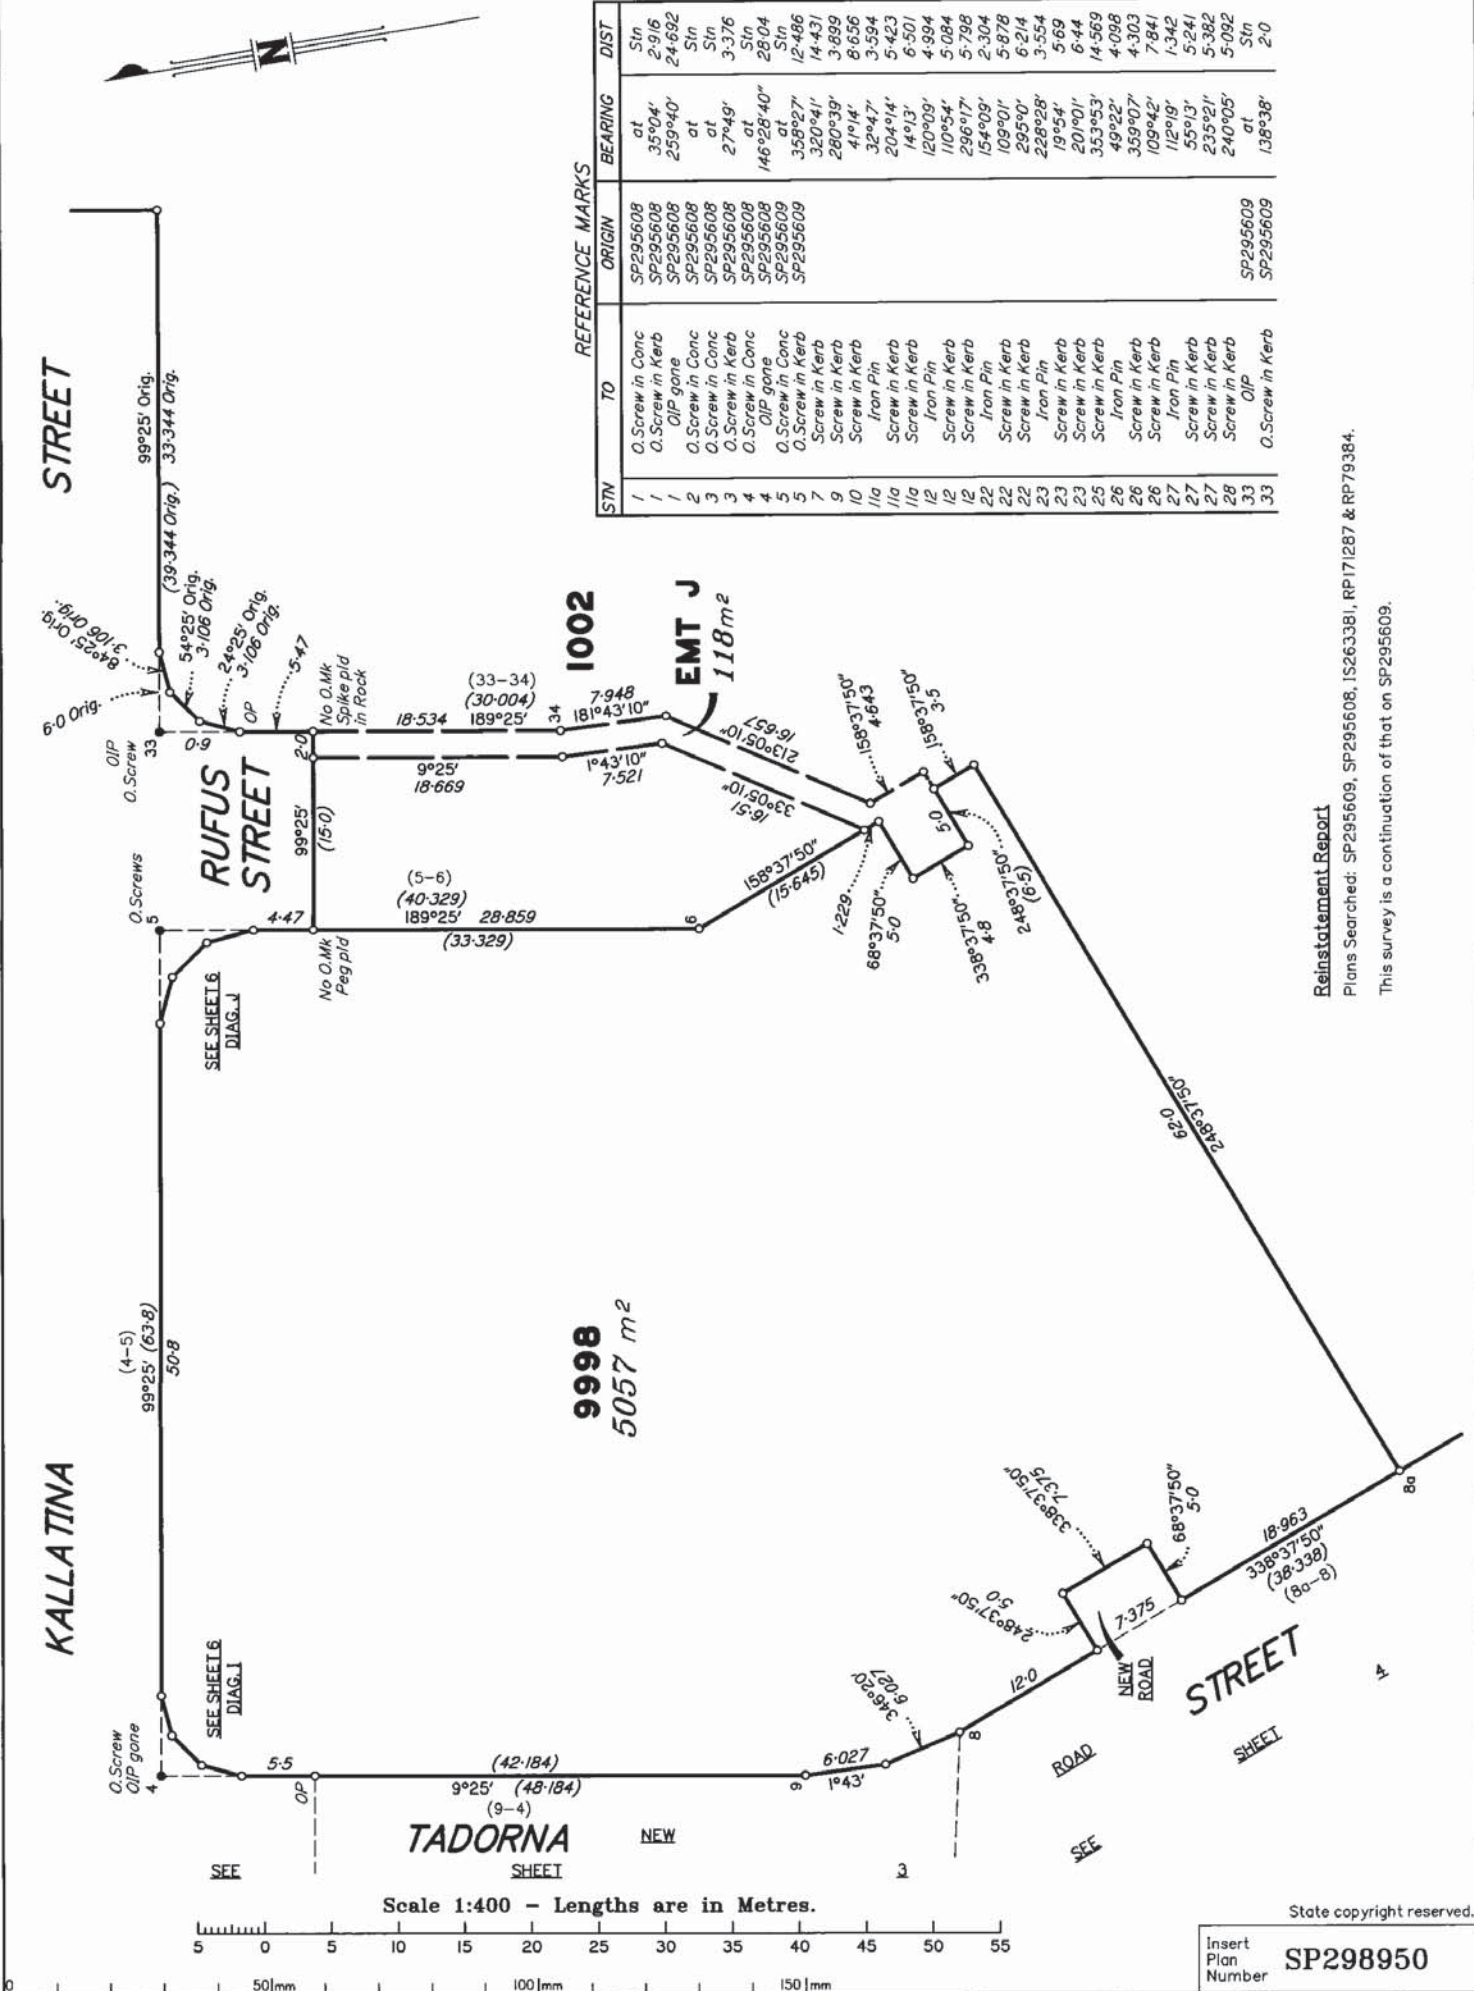 N
STREET
KALLATINA
REFERENCE MARKS
STN TO ORIGIN BEARING DIST
1 O.Screw in Conc SP295608 at Stn
1 O.Screw in Kerb SP295608 35°04' 2·916
1 OIP gone SP295608 259°40' 24·692
2 O.Screw in Conc SP295608 at Stn
3 O.Screw in Conc SP295608 at Stn
3 O.Screw in Kerb SP295608 27°49' 3·376
4 O.Screw in Conc SP295608 at Stn
4 OIP gone SP295608 146°28'40" 28·04
5 O.Screw in Conc SP295609 at Stn
5 O.Screw in Kerb SP295609 358°27' 12·486
7 Screw in Kerb 320°41' 14·431
9 Screw in Kerb 280°39' 3·899
10 Screw in Kerb 41°14' 8·656
11a Iron Pin 32°47' 3·594
11a Screw in Kerb 204°14' 5·423
11a Screw in Kerb 14°13' 6·501
12 Iron Pin 120°09' 4·994
12 Screw in Kerb 110°54' 5·084
12 Screw in Kerb 296°17' 5·798
22 Iron Pin 154°09' 2·304
22 Screw in Kerb 109°01' 5·878
22 Screw in Kerb 295°0' 6·214
23 Iron Pin 228°28' 3·554
23 Screw in Kerb 19°54' 5·69
23 Screw in Kerb 201°01' 6·44
25 Screw in Kerb 353°53' 14·569
26 Iron Pin 49°22' 4·098
26 Screw in Kerb 359°07' 4·303
26 Screw in Kerb 109°42' 7·841
27 Iron Pin 112°19' 1·342
27 Screw in Kerb 55°13' 5·241
27 Screw in Kerb 235°21' 5·382
28 Screw in Kerb 240°05' 5·092
33 OIP SP295609 at Stn
33 O.Screw in Kerb SP295609 138°38' 2·0
99°25' Orig.
(39·344 Orig.) 33·344 Orig.
84°25' Orig.
3·106 Orig.
54°25' Orig.
3·106 Orig.
24°25' Orig.
3·106 Orig.
6·0 Orig.
OIP
O.Screw
33
6·0
OP
5·47
No O.Mk
Spike pld
in Rock
RUFUS
STREET
2·0
99°25'
(15·0)
(33-34)
(30·004)
18·534 189°25'
34
7·948
181°43'10"
1002
EMT J
118m²
9°25'
18·669
1°43'10"
7·521
213°05'10"
16·657
33°05'10"
16·51
158°37'50"
4·643
158°37'50"
3·5
O.Screws
5
4·47
No O.Mk
Peg pld
(5-6)
(40·329)
189°25' 28·859
(33·329)
6
158°37'50"
(15·645)
1·229
68°37'50"
5·0
5·0
338°37'50"
4·8
248°37'50"
(6·5)
SEE SHEET 6
DIAG. J
(4-5)
99°25' (63·8)
50·8
9998
5057 m²
62·0
248°37'50"
Reinstatement Report
Plans Searched: SP295609, SP295608, IS263381, RP171287 & RP79384.
This survey is a continuation of that on SP295609.
O.Screw
OIP gone
4
SEE SHEET 6
DIAG. I
5·5
OP
(42·184)
9°25' (48·184)
(9-4)
9
6·027
1°43'
346°20'
6·027
8
12·0
248°37'50"
5·0
338°37'50"
7·375
68°37'50"
5·0
7·375
NEW
ROAD
18·963
338°37'50"
(38·338)
(8a-8)
8a
TADORNA
NEW
ROAD
STREET
SEE
SHEET
3
SEE
SHEET
4
Scale 1:400 – Lengths are in Metres.
5 0 5 10 15 20 25 30 35 40 45 50 55
0 50mm 100mm 150mm
State copyright reserved.
Insert
Plan
Number
SP298950